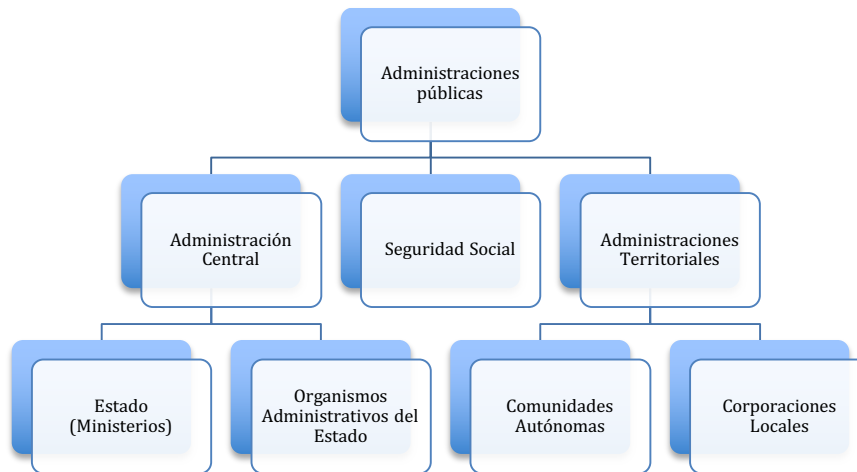 Administraciones
públicas
Administración
Central
Seguridad Social
Administraciones
Territoriales
Estado
(Ministerios)
Organismos
Administrativos del
Estado
Comunidades
Autónomas
Corporaciones
Locales